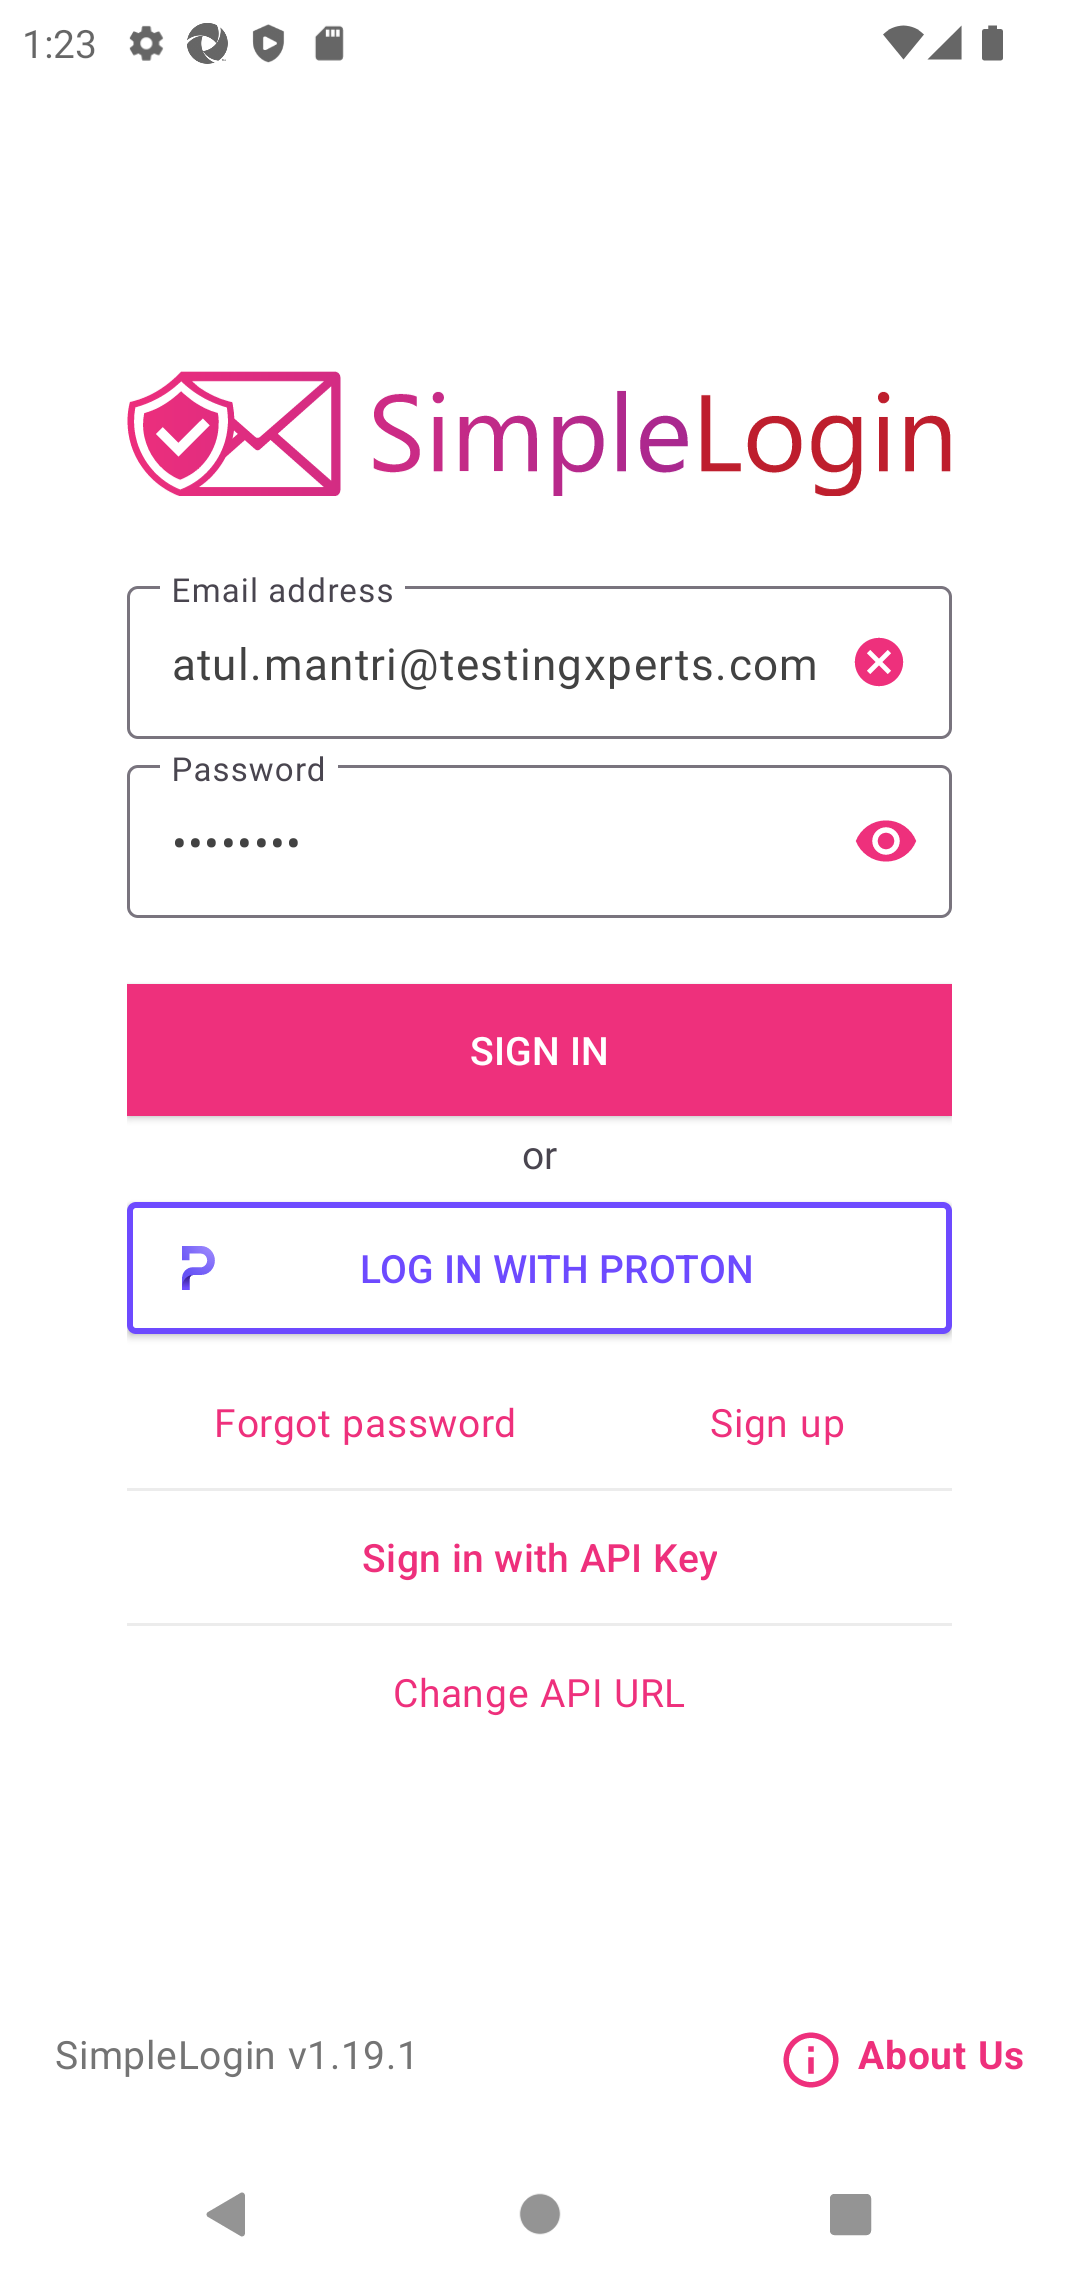 1:23
SimpleLogin
Email address
atul.mantri@testingxperts.com
Password
••••••••
SIGN IN
or
LOG IN WITH PROTON
Forgot password Sign up
Sign in with API Key
Change API URL
SimpleLogin v1.19.1 About Us